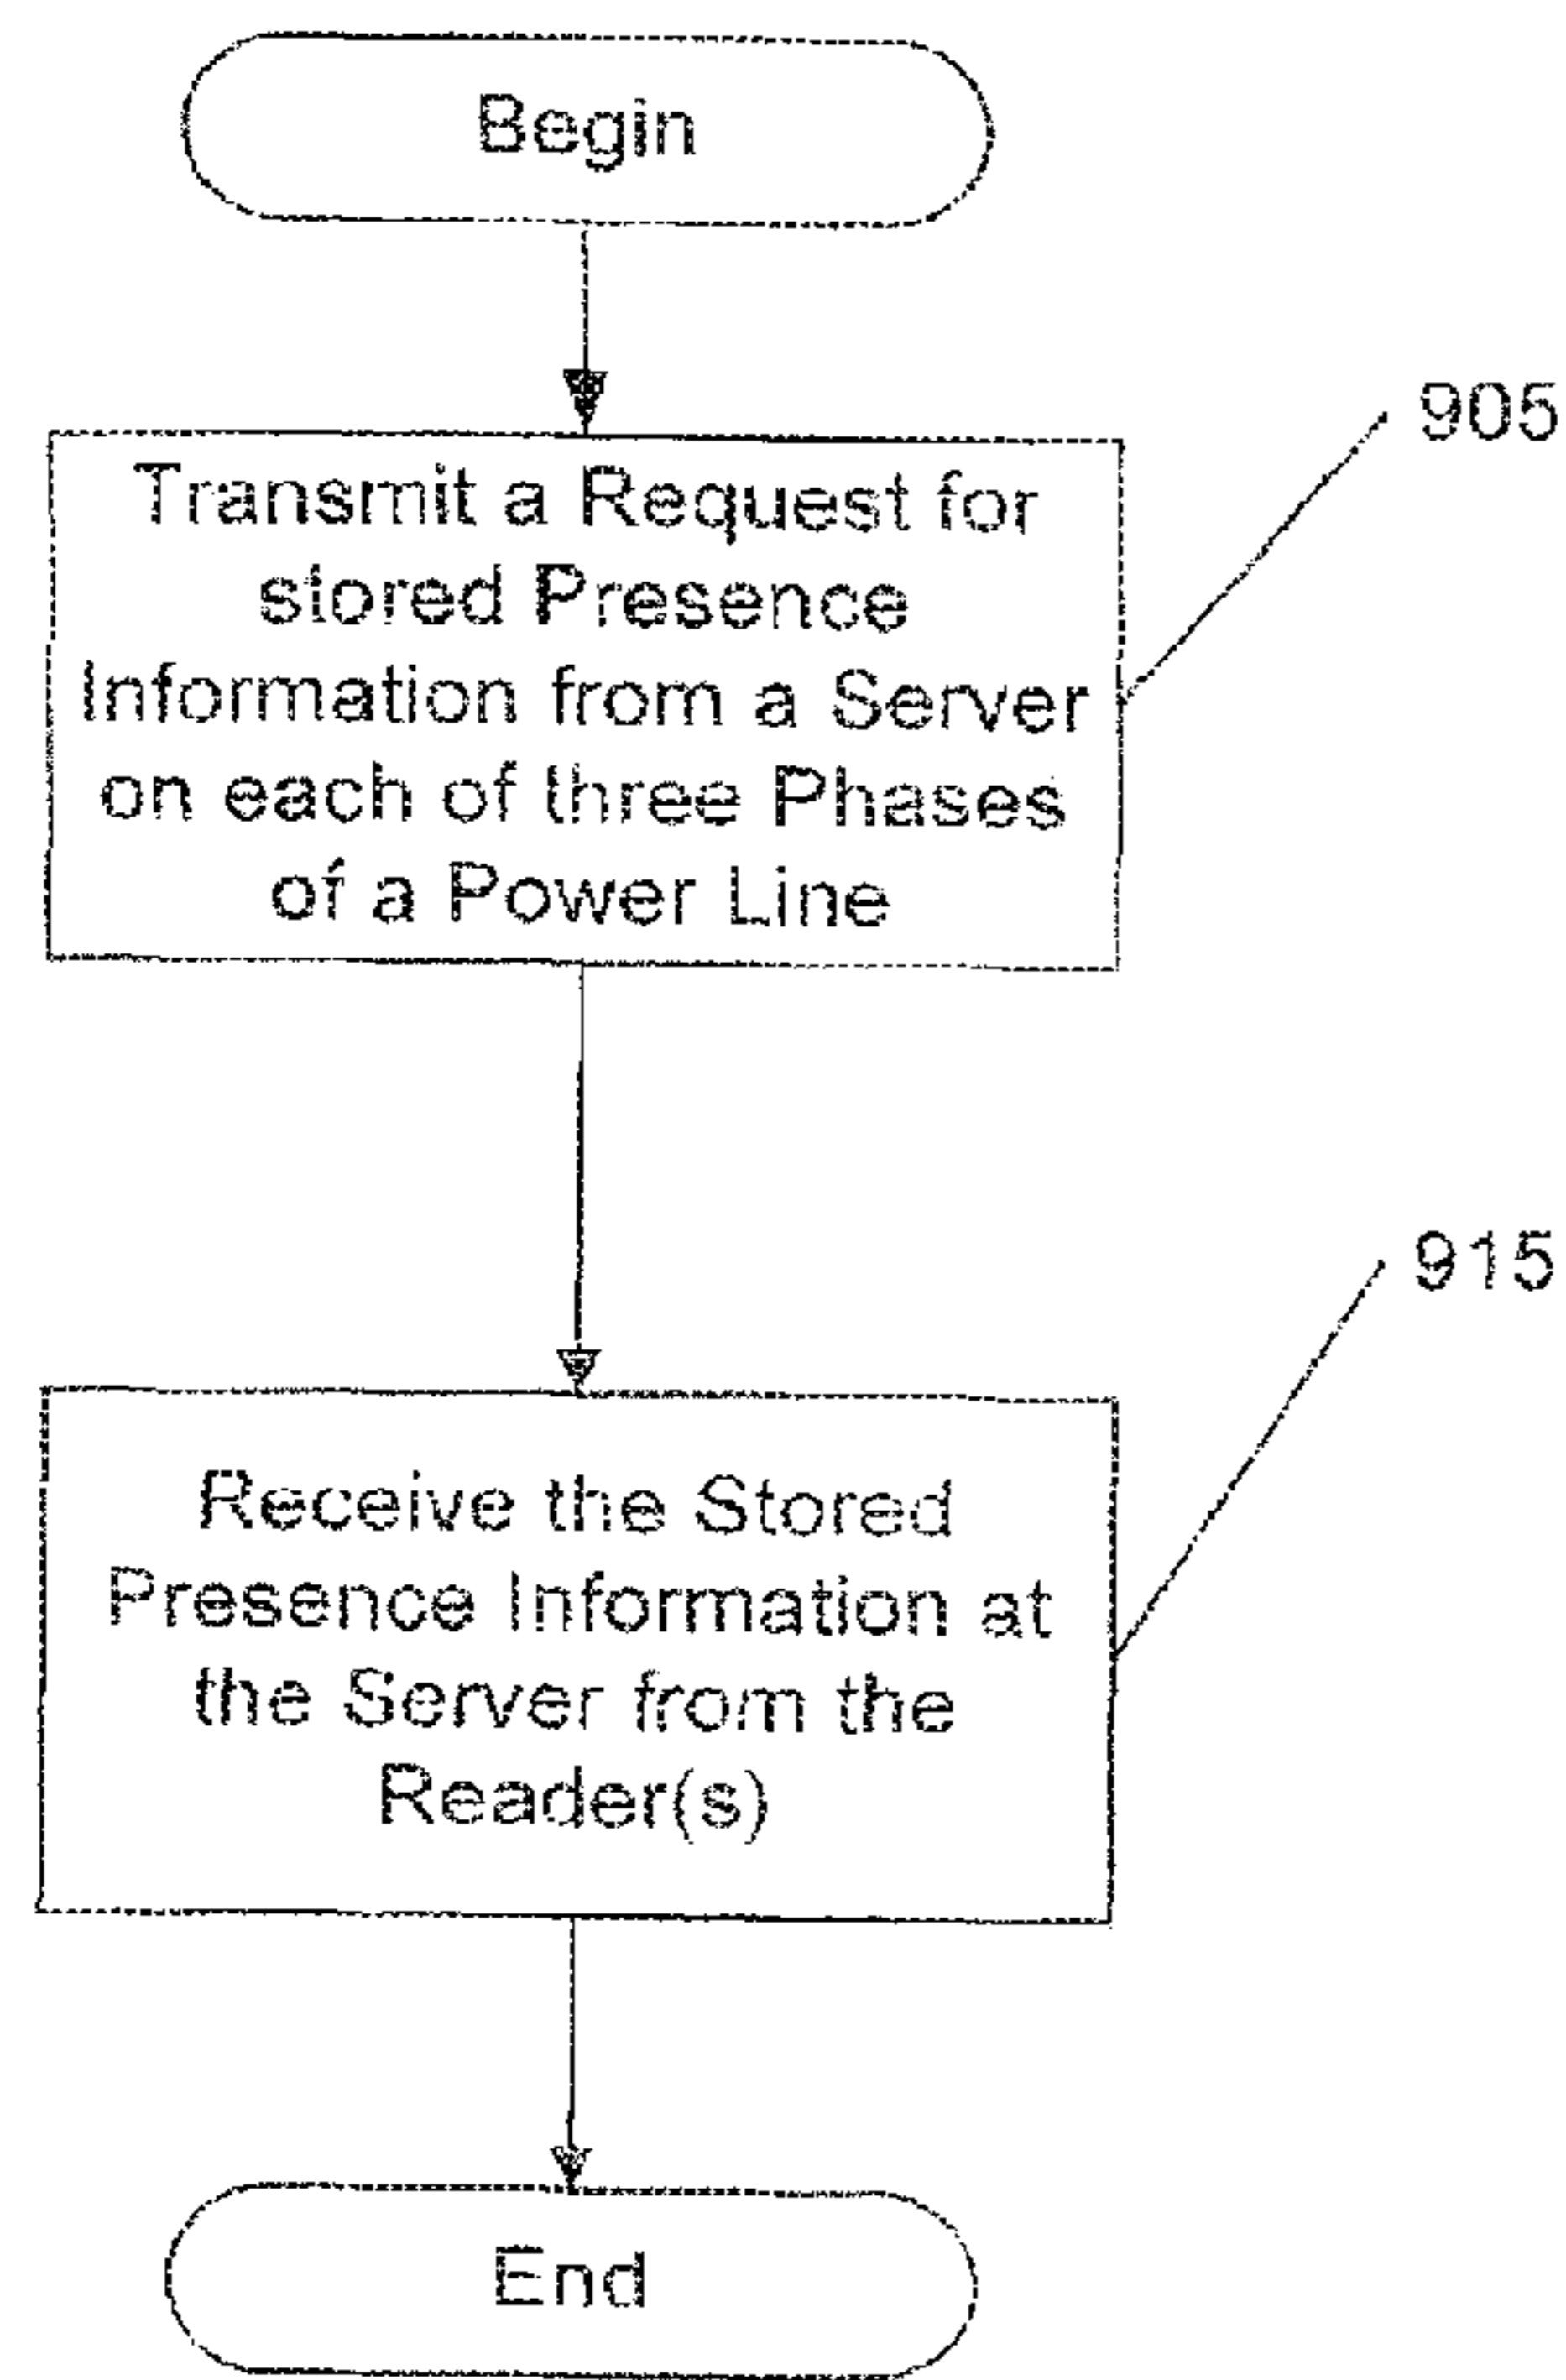 Begin
905
Transmit a Request for
stored Presence
Information from a Server
on each of three Phases
of a Power Line
915
Receive the Stored
Presence Information at
the Server from the
Reader(s)
End